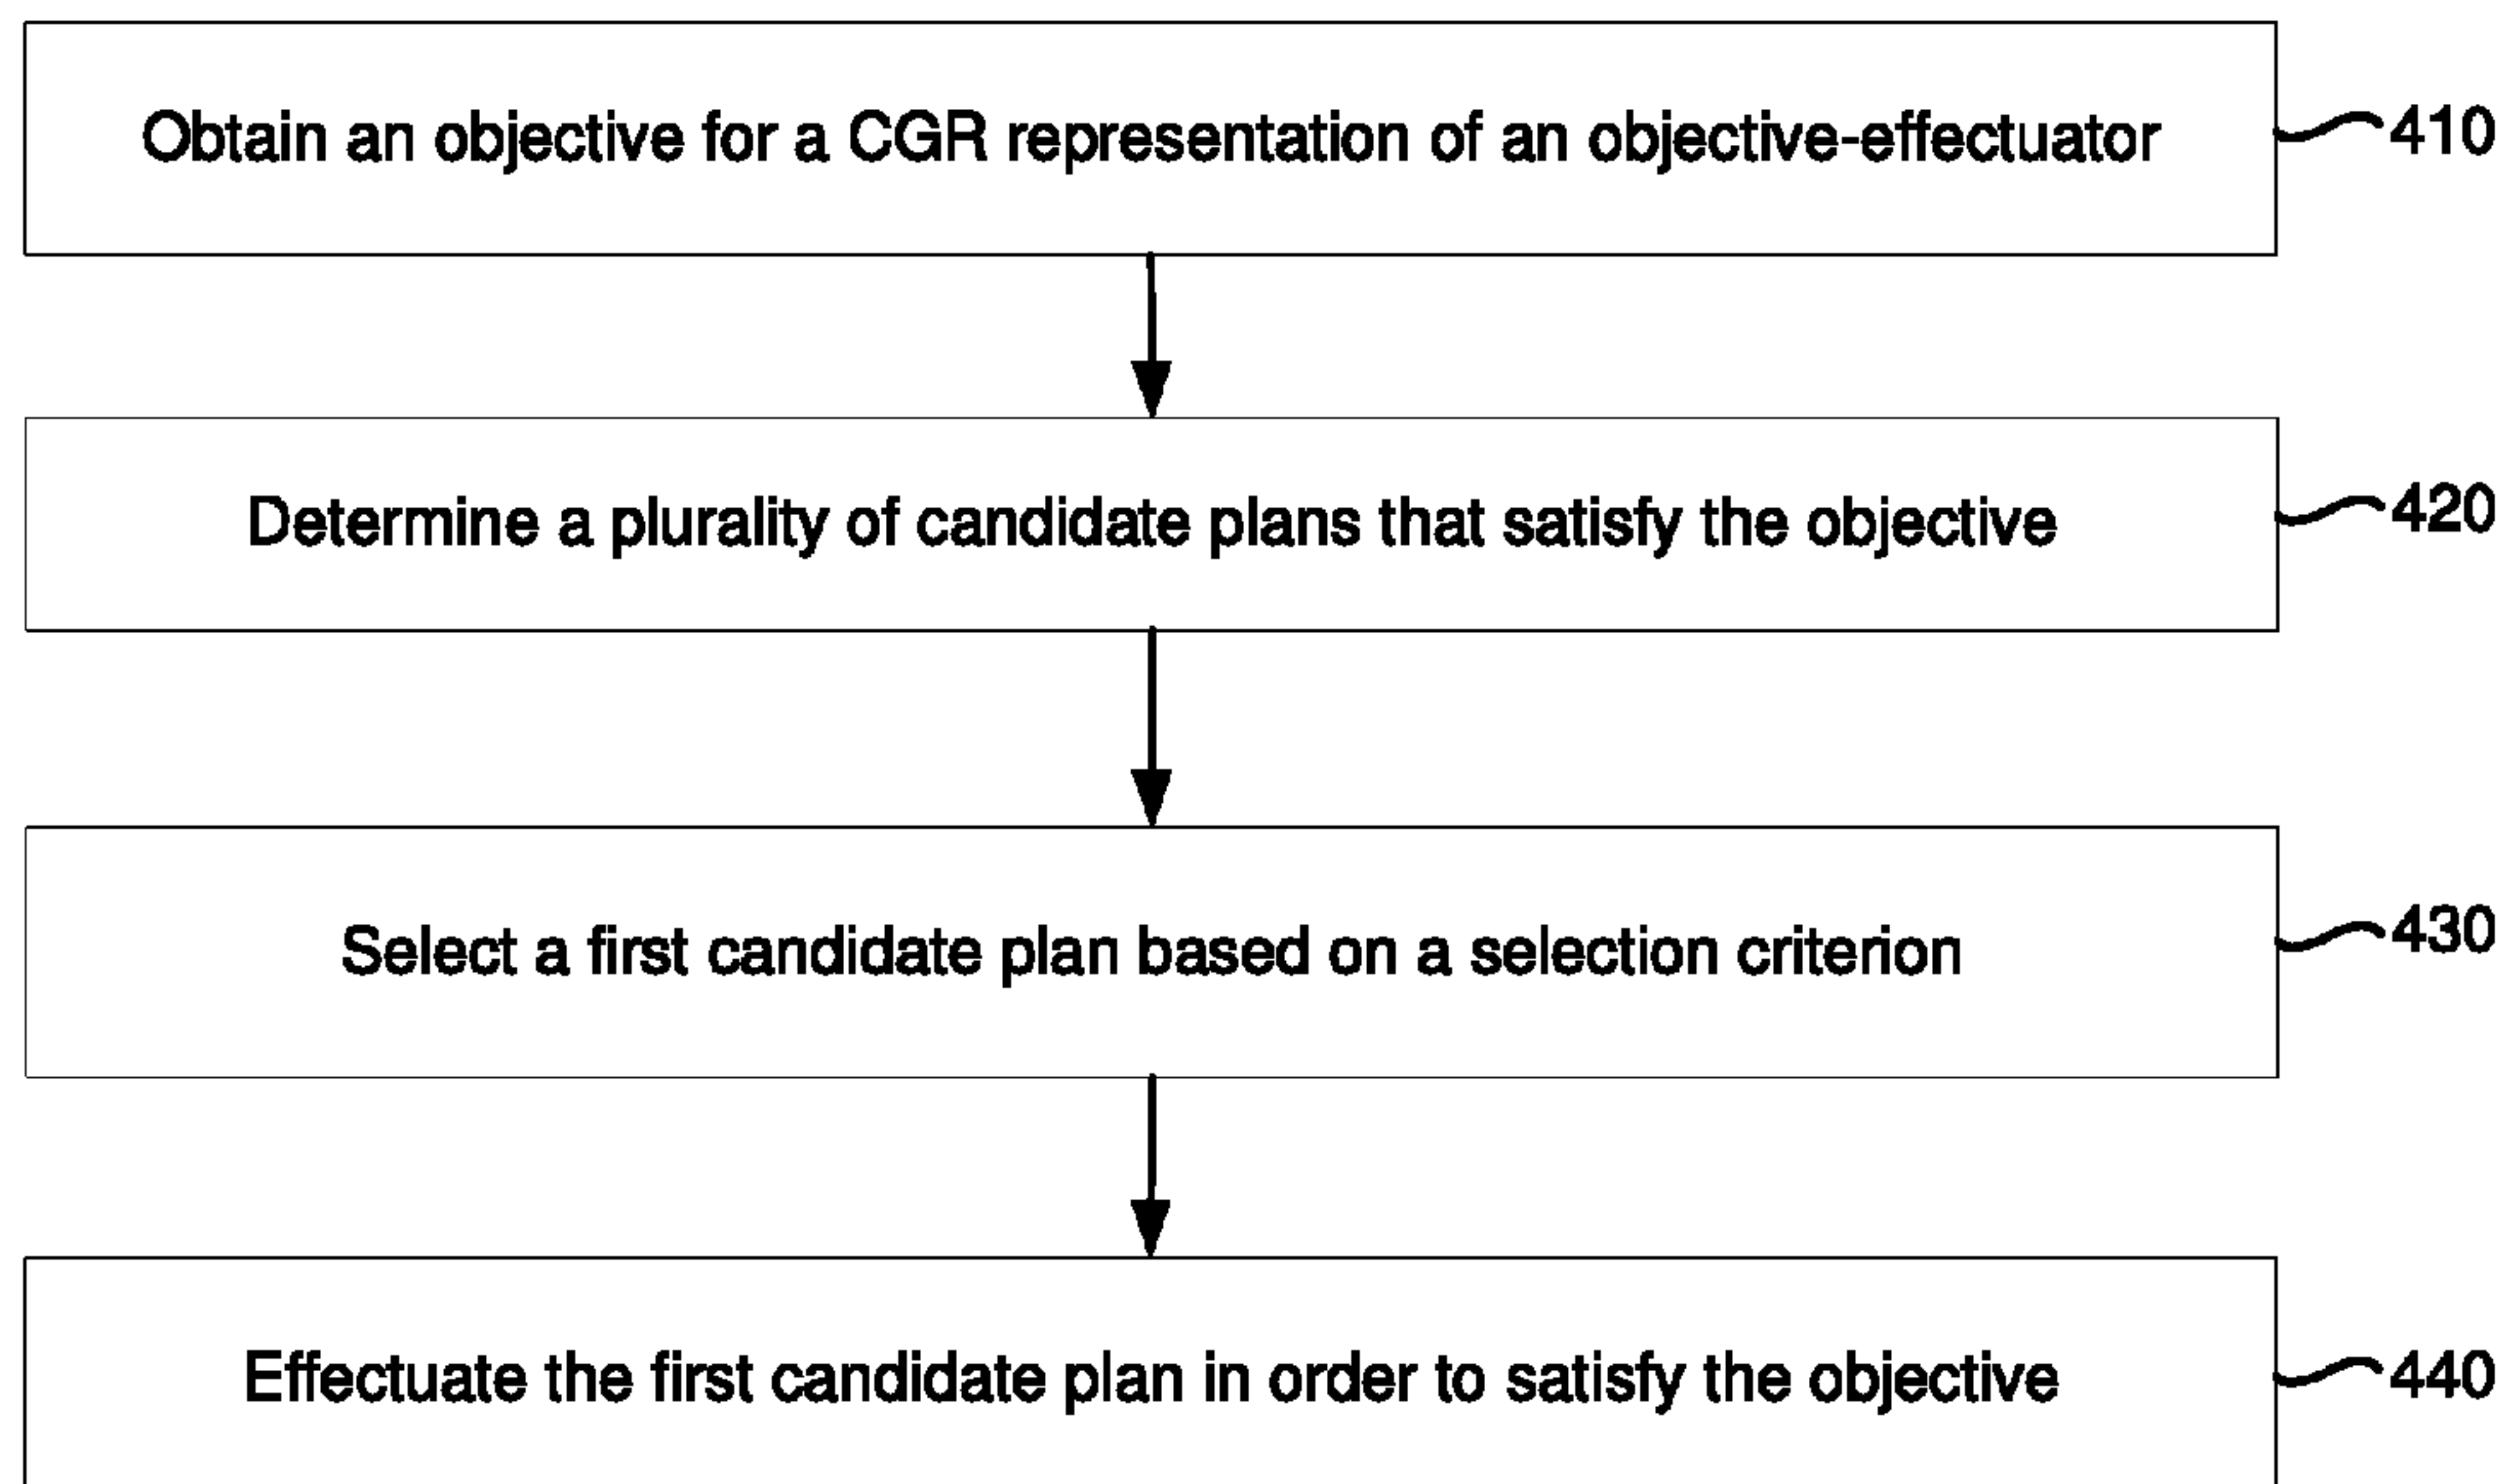 Obtain an objective for a CGR representation of an objective-effectuator
410
Determine a plurality of candidate plans that satisfy the objective
420
Select a first candidate plan based on a selection criterion
430
Effectuate the first candidate plan in order to satisfy the objective
440